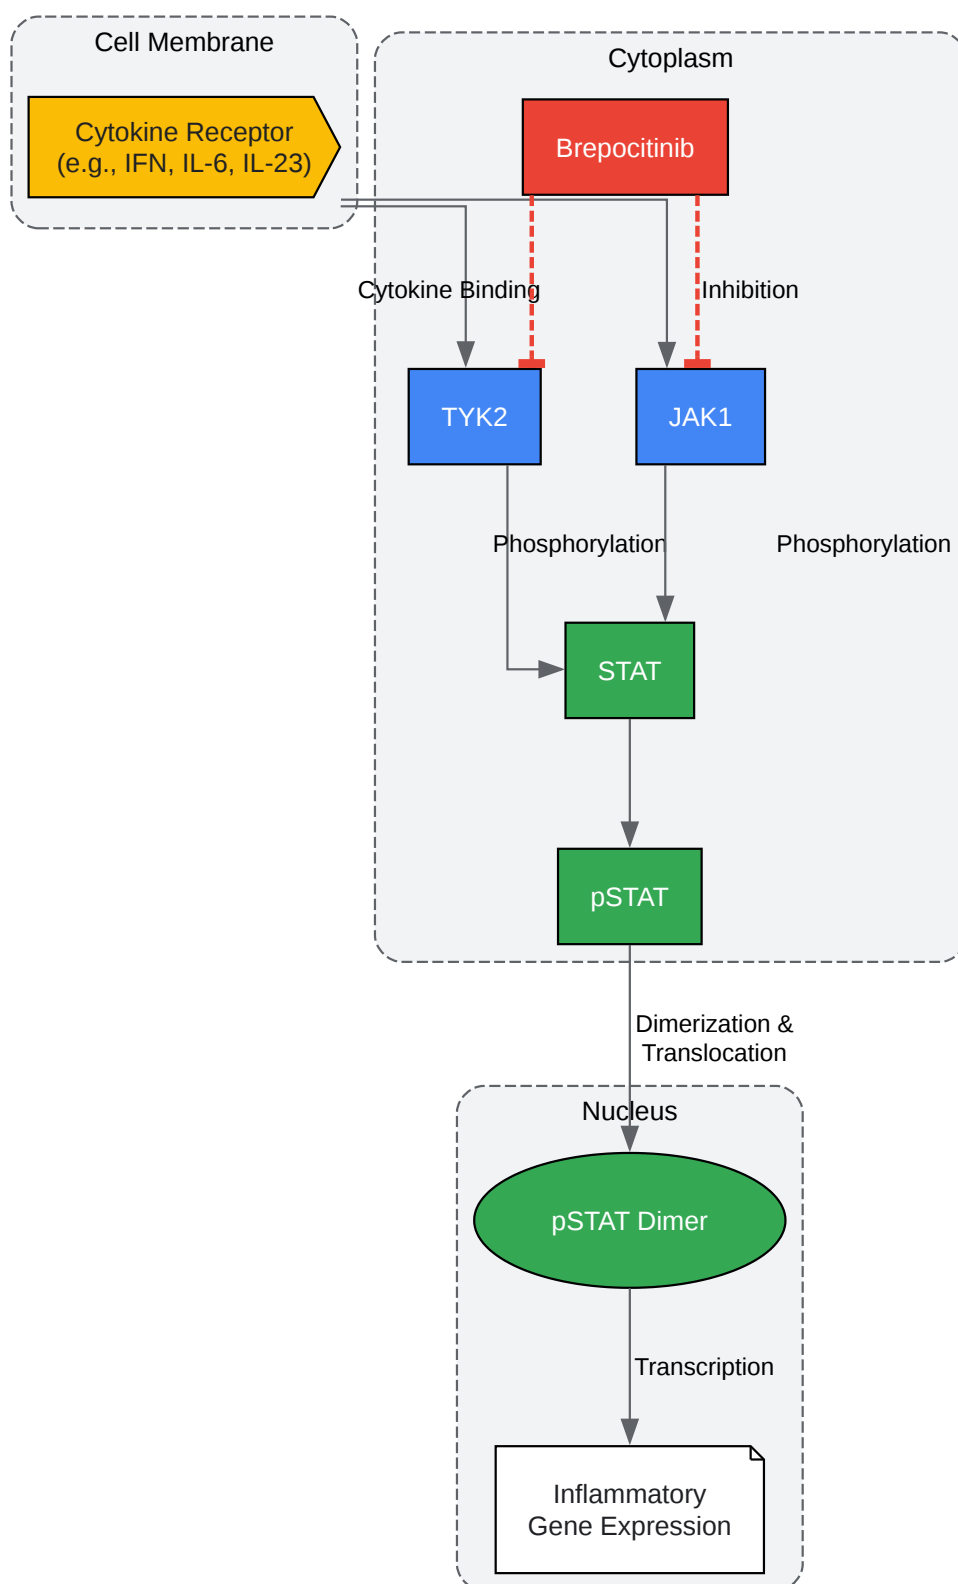 Cell Membrane
Cytokine Receptor
(e.g., IFN, IL-6, IL-23)
Cytoplasm
Brepocitinib
Cytokine Binding
Inhibition
TYK2
JAK1
Phosphorylation
Phosphorylation
STAT
pSTAT
Dimerization &
Translocation
Nucleus
pSTAT Dimer
Transcription
Inflammatory
Gene Expression